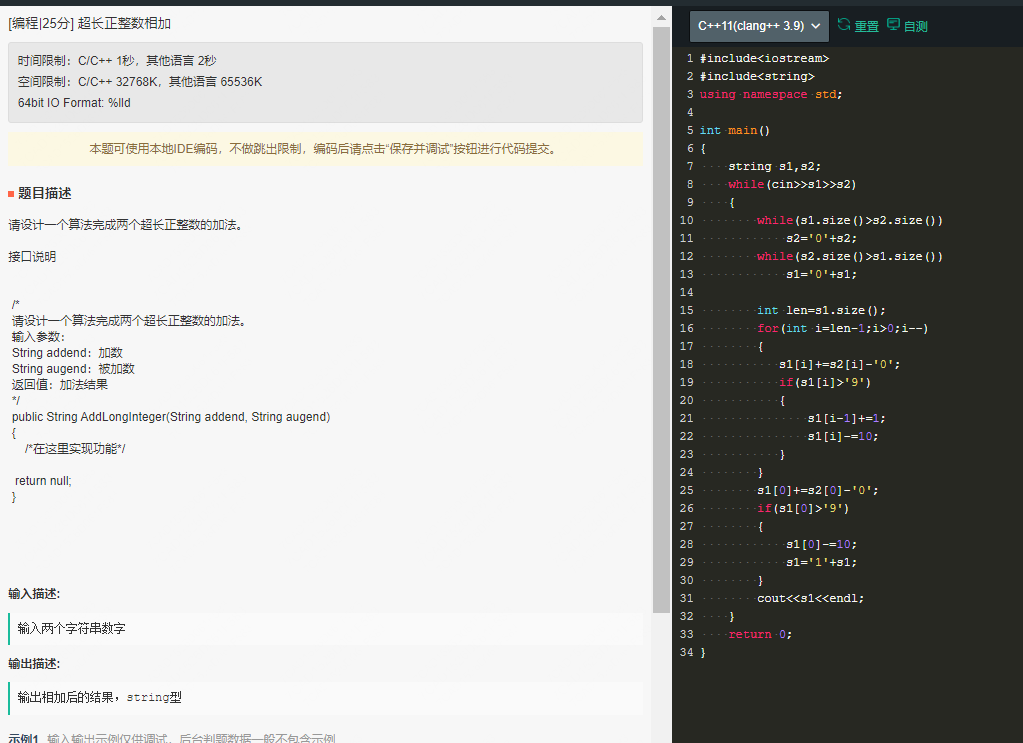 [编程|25分] 超长正整数相加
时间限制：C/C++ 1秒，其他语言 2秒
空间限制：C/C++ 32768K，其他语言 65536K
64bit IO Format: %lld
本题可使用本地IDE编码，不做跳出限制，编码后请点击“保存并调试”按钮进行代码提交。
题目描述
请设计一个算法完成两个超长正整数的加法。
接口说明
/*
请设计一个算法完成两个超长正整数的加法。
输入参数：
String addend：加数
String augend：被加数
返回值：加法结果
*/
public String AddLongInteger(String addend, String augend)
{
/*在这里实现功能*/
return null;
}
输入描述:
输入两个字符串数字
输出描述:
输出相加后的结果，string型
示例1 输入输出示例仅供调试，后台判题数据一般不包含示例
C++11(clang++ 3.9) 重置 自测
1 #include<iostream>
2 #include<string>
3 using namespace std;
4
5 int main()
6 {
7 string s1,s2;
8 while(cin>>s1>>s2)
9 {
10 while(s1.size()>s2.size())
11 s2='0'+s2;
12 while(s2.size()>s1.size())
13 s1='0'+s1;
14
15 int len=s1.size();
16 for(int i=len-1;i>0;i--)
17 {
18 s1[i]+=s2[i]-'0';
19 if(s1[i]>'9')
20 {
21 s1[i-1]+=1;
22 s1[i]-=10;
23 }
24 }
25 s1[0]+=s2[0]-'0';
26 if(s1[0]>'9')
27 {
28 s1[0]-=10;
29 s1='1'+s1;
30 }
31 cout<<s1<<endl;
32 }
33 return 0;
34 }